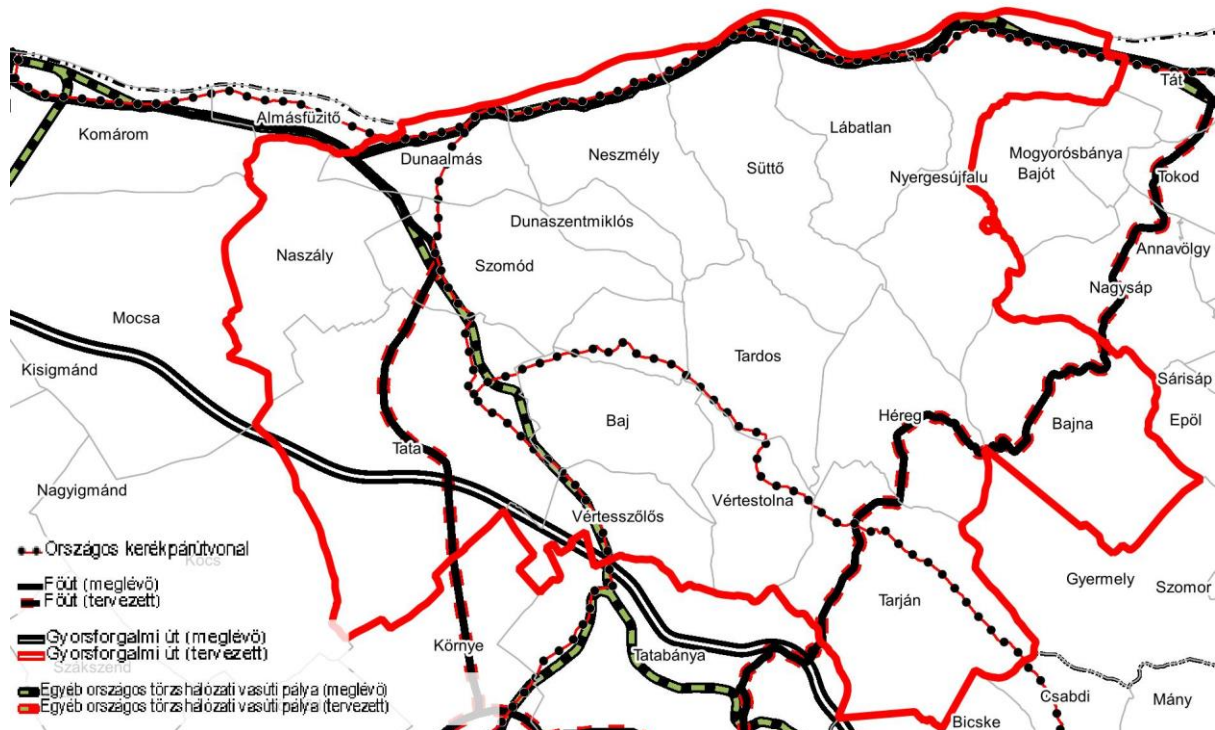 Tát
Komárom
Almásfüzitő
Lábatlan
Dunaalmás
Neszmély
Süttő
Mogyorósbánya
Bajót
Nyergesújfalu
Tokod
Dunaszentmiklós
Annavölgy
Naszály
Szomód
Nagysáp
Mocsa
Tardos
Kisigmánd
Sárisáp
Epöl
Baj
Héreg
Bajna
Tata
Nagyigmánd
Vértestolna
Vértesszőlős
Kocs
Gyermely
Szomor
Tarján
Környe
Tatabánya
Szákszend
Csabdi
Mány
Bicske
Országos kerékpárútvonal
Főút (meglévő)
Főút (tervezett)
Gyorsforgalmi út (meglévő)
Gyorsforgalmi út (tervezett)
Egyéb országos törzshálózati vasúti pálya (meglévő)
Egyéb országos törzshálózati vasúti pálya (tervezett)